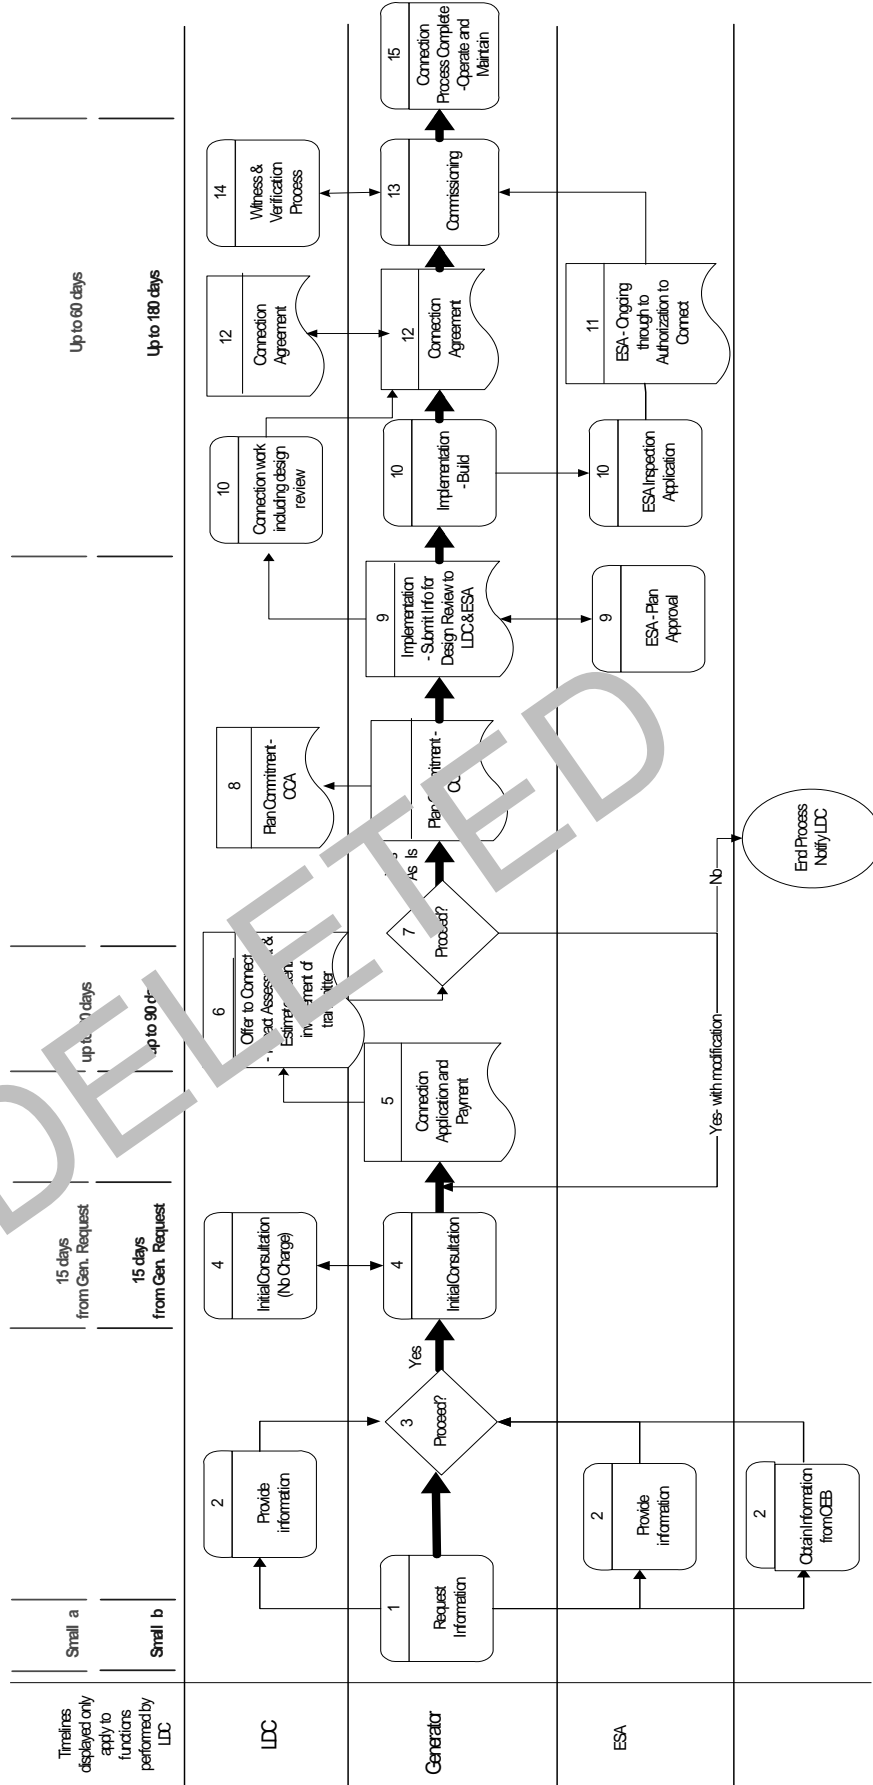 Timelines
displayed only
apply to
functions
performed by
LDC
Small a
Small b
15 days
from Gen. Request
15 days
from Gen. Request
up to
0 days
up to 90
Up to 60 days
Up to 180 days
LDC
2
Provide
information
4
Initial Consultation
(No Charge)
6
Offer to Connect
Estimate
tra
8
Plan Commitment -
CCA
10
Connection work
including design
review
12
Connection
Agreement
14
Witness &
Verification
Process
Generator
1
Request
Information
3
Proceed?
Yes
4
Initial Consultation
5
Connection
Application and
Payment
7
Proceed?
As Is
Plan Commitment -
9
Implementation
- Submit Info for
Design Review to
LDC & ESA
10
Implementation
- Build
12
Connection
Agreement
13
Commissioning
15
Connection
Process Complete
-Operate and
Maintain
ESA
2
Provide
information
9
ESA - Plan
Approval
10
ESA Inspection
Application
11
ESA - Ongoing
through to
Authorization to
Connect
Yes- with modification
No
2
Obtain Information
from OEB
End Process
Notify LDC
DELETED